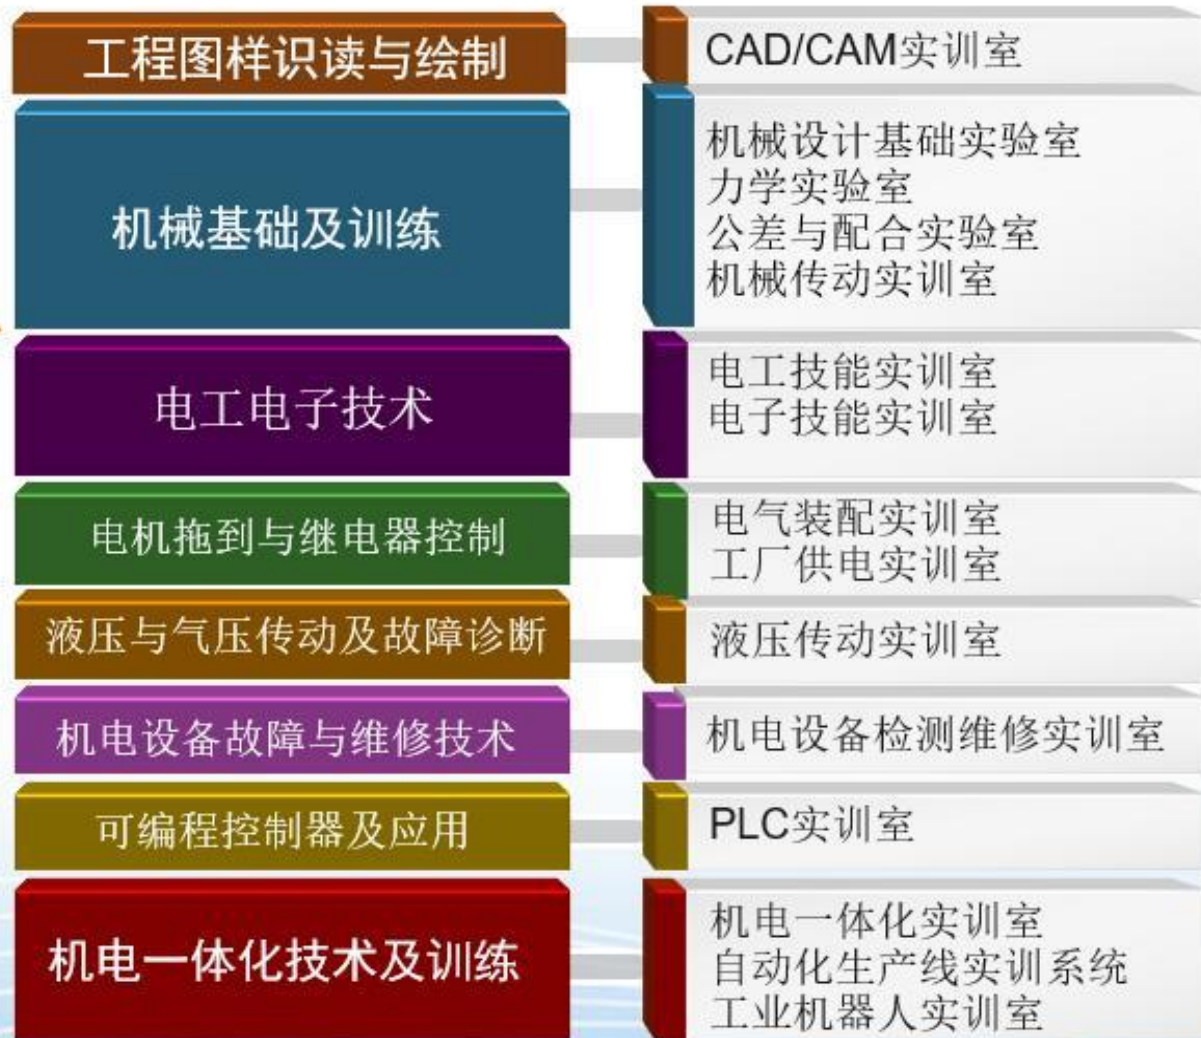 工程图样识读与绘制
CAD/CAM实训室
机械基础及训练
机械设计基础实验室
力学实验室
公差与配合实验室
机械传动实训室
电工电子技术
电工技能实训室
电子技能实训室
电机拖到与继电器控制
电气装配实训室
工厂供电实训室
液压与气压传动及故障诊断
液压传动实训室
机电设备故障与维修技术
机电设备检测维修实训室
可编程控制器及应用
PLC实训室
机电一体化技术及训练
机电一体化实训室
自动化生产线实训系统
工业机器人实训室